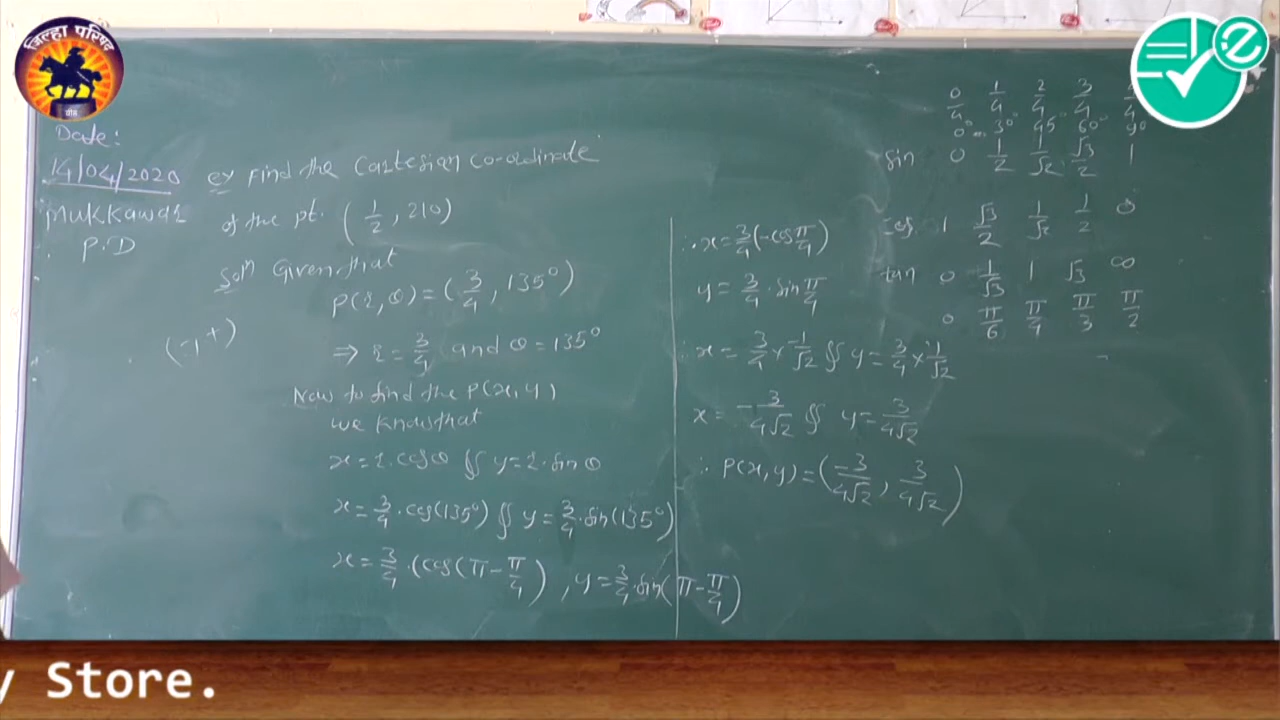 जिल्हा परिषद
बीड
Date:
14/04/2020
Mukkawar
P.D
ex Find the Cartesian co-ordinate
of the pt. (1/2, 210)
Soln Given that
P(r, θ) = (3/4, 135°)
(-, +)
⇒ r = 3/4 and θ = 135°
Now to find the P(x, y)
we know that
x = r. cosθ & y = r. sin θ
x = 3/4 . cos(135°) & y = 3/4 . sin(135°)
x = 3/4 . (cos(π - π/4), y = 3/4 . sin(π - π/4)
∴ x = 3/4 (-cos π/4)
y = 3/4 . sin π/4
∴ x = 3/4 × -1/√2 & y = 3/4 × 1/√2
x = -3/4√2 & y = 3/4√2
∴ P(x, y) = (-3/4√2, 3/4√2)
0/4 1/4 2/4 3/4 4/4
0° 30° 45° 60° 90
sin 0 1/2 1/√2 √3/2 1
cos 1 √3/2 1/√2 1/2 0
tan 0 1/√3 1 √3 ∞
0 π/6 π/4 π/3 π/2
y Store.